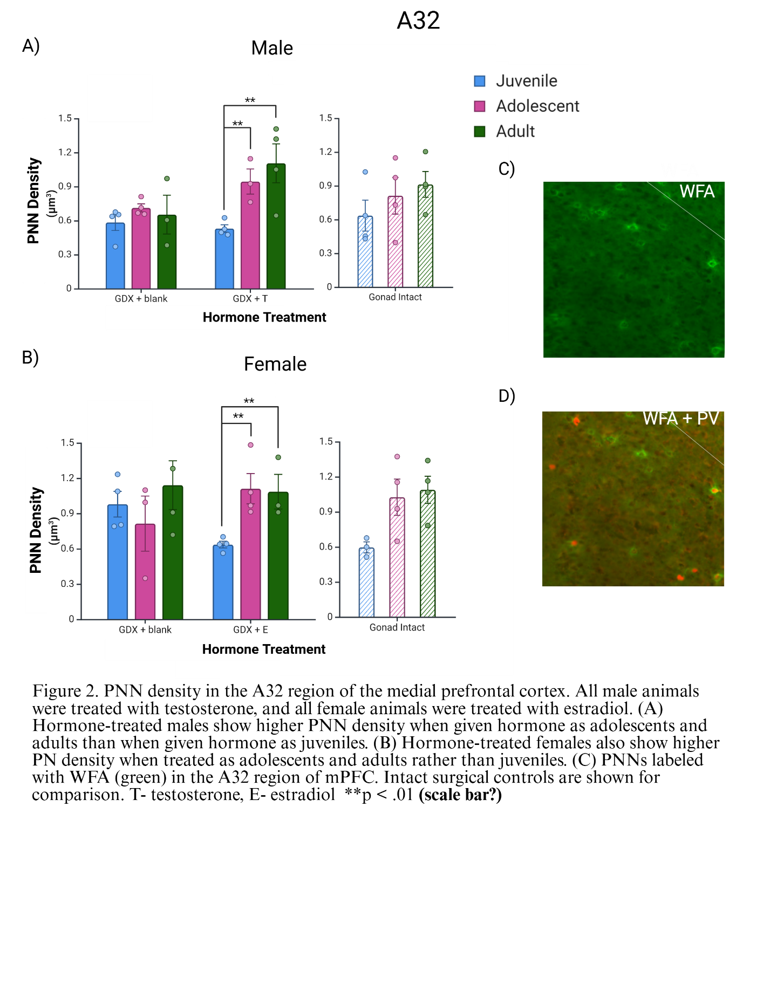 A32
A)
Male
Juvenile
Adolescent
Adult
**
**
1.5
1.2
0.9
0.6
0.3
0
PNN Density
(µm³)
GDX + blank
GDX + T
1.5
1.2
0.9
0.6
0.3
0
Gonad Intact
Hormone Treatment
C)
WFA
B)
Female
**
**
1.5
1.2
0.9
0.6
0.3
0
PNN Density
(µm³)
GDX + blank
GDX + E
1.5
1.2
0.9
0.6
0.3
0
Gonad Intact
Hormone Treatment
D)
WFA + PV
Figure 2. PNN density in the A32 region of the medial prefrontal cortex. All male animals
were treated with testosterone, and all female animals were treated with estradiol. (A)
Hormone-treated males show higher PNN density when given hormone as adolescents and
adults than when given hormone as juveniles. (B) Hormone-treated females also show higher
PN density when treated as adolescents and adults rather than juveniles. (C) PNNs labeled
with WFA (green) in the A32 region of mPFC. Intact surgical controls are shown for
comparison. T- testosterone, E- estradiol  **p < .01 (scale bar?)